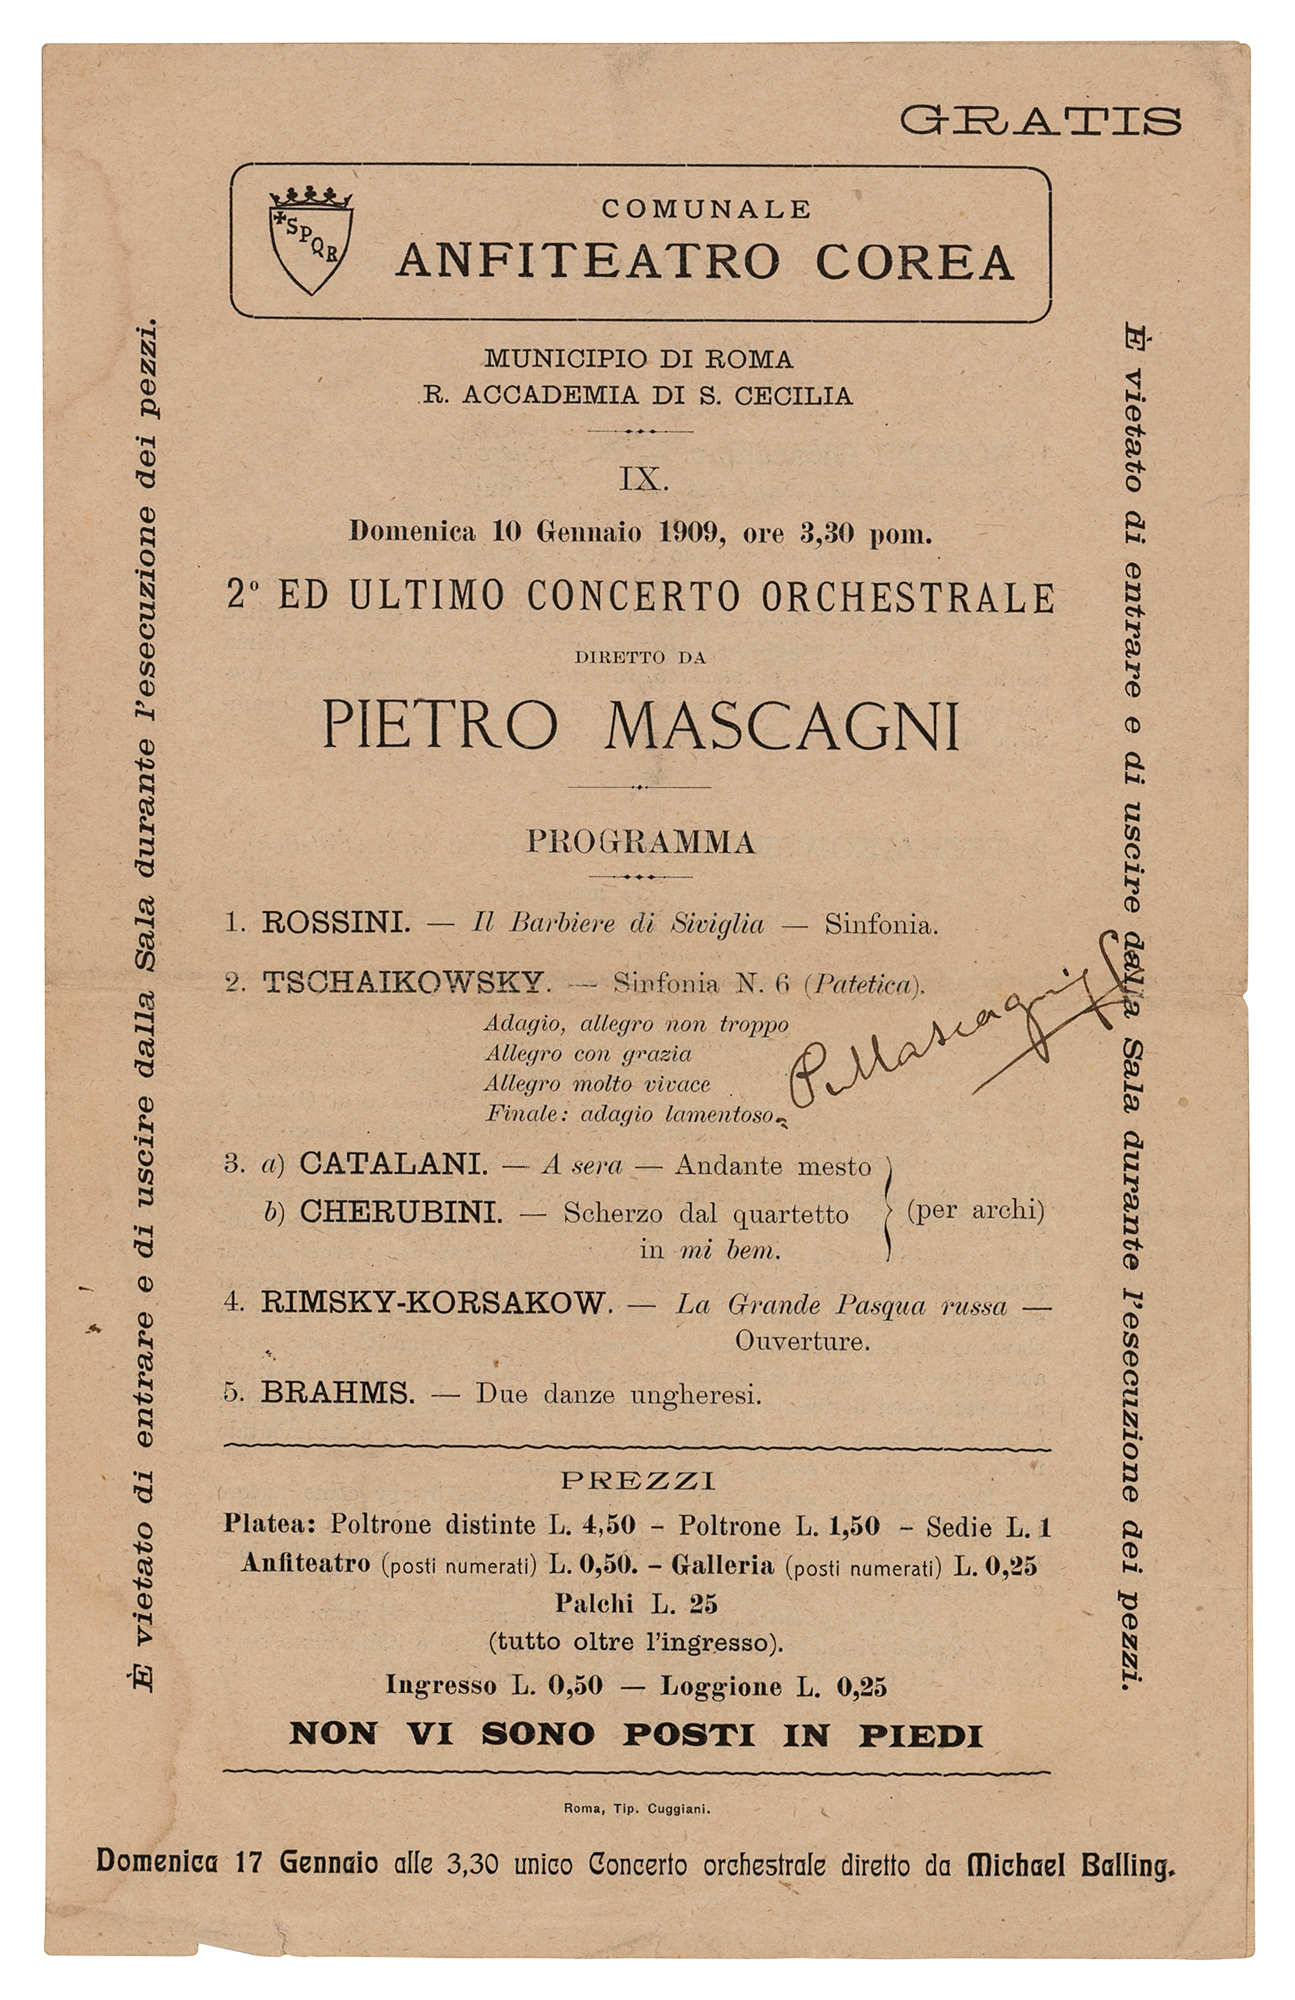 GRATIS
SPQR
COMUNALE
ANFITEATRO COREA
MUNICIPIO DI ROMA
R. ACCADEMIA DI S. CECILIA
IX.
Domenica 10 Gennaio 1909, ore 3,30 pom.
2º ED ULTIMO CONCERTO ORCHESTRALE
DIRETTO DA
PIETRO MASCAGNI
PROGRAMMA
1. ROSSINI. — Il Barbiere di Siviglia — Sinfonia.
2. TSCHAIKOWSKY. — Sinfonia N. 6 (Patetica).
Adagio, allegro non troppo
Allegro con grazia
Allegro molto vivace
Finale: adagio lamentoso.
P. Mascagni
3. a) CATALANI. — A sera — Andante mesto
b) CHERUBINI. — Scherzo dal quartetto
in mi bem.
(per archi)
4. RIMSKY-KORSAKOW. — La Grande Pasqua russa —
Ouverture.
5. BRAHMS. — Due danze ungheresi.
PREZZI
Platea: Poltrone distinte L. 4,50 – Poltrone L. 1,50 – Sedie L. 1
Anfiteatro (posti numerati) L. 0,50. – Galleria (posti numerati) L. 0,25
Palchi L. 25
(tutto oltre l'ingresso).
Ingresso L. 0,50 — Loggione L. 0,25
NON VI SONO POSTI IN PIEDI
Roma, Tip. Cuggiani.
Domenica 17 Gennaio alle 3,30 unico Concerto orchestrale diretto da Michael Balling.
È vietato di entrare e di uscire dalla Sala durante l'esecuzione dei pezzi.
È vietato di entrare e di uscire dalla Sala durante l'esecuzione dei pezzi.